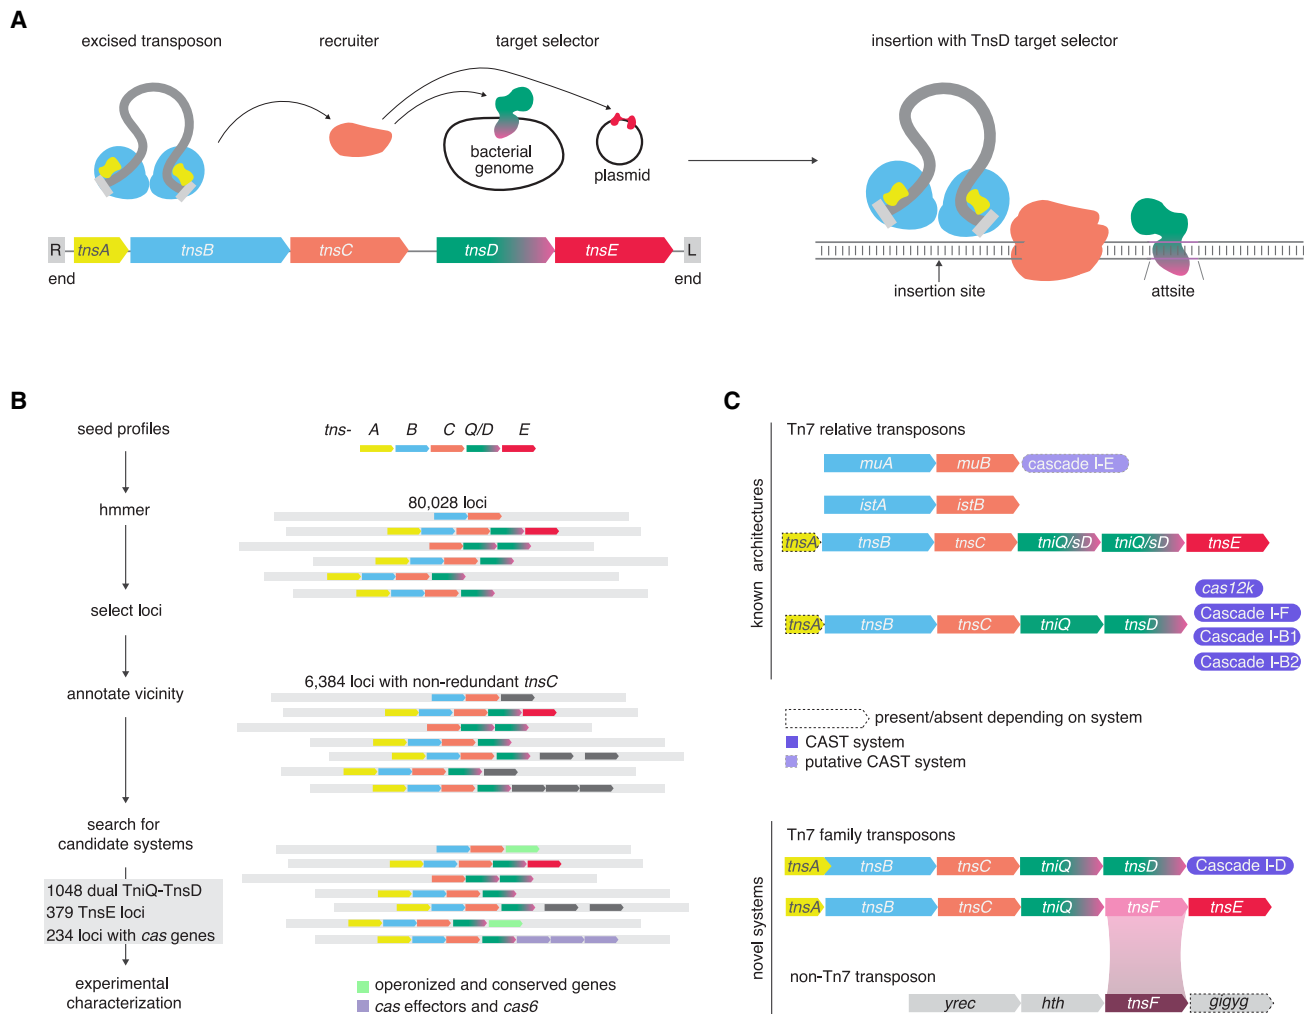 A
excised transposon
recruiter
target selector
insertion with TnsD target selector
bacterial
genome
plasmid
R
tnsA
tnsB
tnsC
tnsD
tnsE
L
end
end
insertion site
attsite
B
seed profiles
tns- A B C Q/D E
hmmer
80,028 loci
select loci
annotate vicinity
6,384 loci with non-redundant tnsC
search for
candidate systems
1048 dual TniQ-TnsD
379 TnsE loci
234 loci with cas genes
experimental
characterization
operonized and conserved genes
cas effectors and cas6
C
known architectures
Tn7 relative transposons
muA muB cascade I-E
istA istB
tnsA tnsB tnsC tniQ/sD tniQ/sD tnsE
cas12k
Cascade I-F
tnsA tnsB tnsC tniQ tnsD
Cascade I-B1
Cascade I-B2
present/absent depending on system
CAST system
putative CAST system
novel systems
Tn7 family transposons
tnsA tnsB tnsC tniQ tnsD Cascade I-D
tnsA tnsB tnsC tniQ tnsF tnsE
non-Tn7 transposon
yrec hth tnsF gigyg